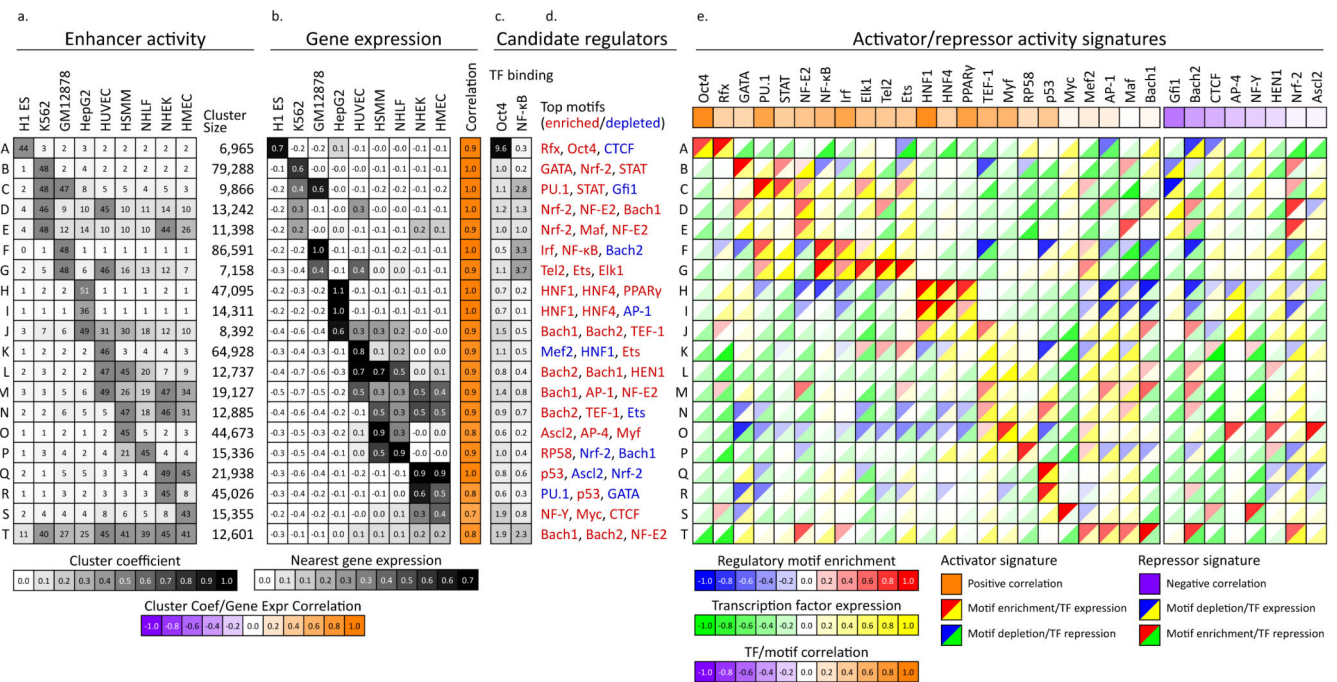 a.
b.
c.
d.
e.
Enhancer activity
Gene expression
Candidate regulators
Activator/repressor activity signatures
H1 ES
K562
GM12878
HepG2
HUVEC
HSMM
NHLF
NHEK
HMEC
Cluster
Size
H1 ES
K562
GM12878
HepG2
HUVEC
HSMM
NHLF
NHEK
HMEC
Correlation
TF binding
Oct4
NF-κB
Top motifs
(enriched/depleted)
Oct4
Rfx
GATA
PU.1
STAT
NF-E2
NF-κB
Irf
Elk1
Tel2
Ets
HNF1
HNF4
PPARγ
TEF-1
Myf
RP58
p53
Myc
Mef2
AP-1
Maf
Bach1
Gfi1
Bach2
CTCF
AP-4
NF-Y
HEN1
Nrf-2
Ascl2
A 44 3 2 3 2 2 2 2 2 6,965 0.7 -0.2 -0.2 0.1 -0.1 -0.1 -0.1 -0.1 -0.1 0.9 9.6 0.3 Rfx, Oct4, CTCF A
B 1 48 2 2 2 1 1 2 2 79,288 -0.1 0.6 -0.0 -0.0 -0.1 -0.1 -0.1 -0.1 -0.1 1.0 1.0 0.2 GATA, Nrf-2, STAT B
C 2 48 47 8 5 4 5 4 3 9,866 -0.2 0.4 0.6 -0.0 -0.1 -0.1 -0.2 -0.1 -0.1 1.0 1.1 2.8 PU.1, STAT, Gfi1 C
D 4 46 9 10 45 10 11 14 10 13,242 -0.2 0.3 -0.1 -0.0 0.3 -0.1 -0.0 -0.0 -0.0 1.0 1.2 1.3 Nrf-2, NF-E2, Bach1 D
E 4 48 12 12 11 10 11 44 26 11,398 -0.2 0.2 -0.0 -0.0 -0.1 -0.1 -0.1 0.2 0.1 0.9 1.4 1.3 Nrf-2, Maf, NF-E2 E
F 0 1 48 1 1 1 1 1 1 86,591 -0.2 -0.0 1.0 -0.2 -0.1 -0.1 -0.1 -0.1 -0.1 1.0 0.5 3.3 Irf, NF-κB, Bach2 F
G 2 5 48 6 46 16 13 12 7 7,158 -0.3 -0.4 0.4 -0.1 0.4 0.0 0.0 -0.1 -0.1 0.9 1.1 3.7 Tel2, Ets, Elk1 G
H 1 2 2 51 2 2 2 2 2 47,095 -0.3 -0.3 -0.3 1.1 -0.1 -0.1 -0.1 -0.1 -0.1 1.0 0.7 0.2 HNF1, HNF4, PPARγ H
I 1 1 1 36 1 1 1 1 1 14,311 -0.3 -0.2 -0.2 1.0 -0.1 -0.1 -0.1 -0.1 -0.1 1.0 0.7 0.1 HNF1, HNF4, AP-1 I
J 3 7 7 49 31 30 18 12 10 8,392 -0.4 -0.6 -0.6 0.6 0.3 0.3 0.2 -0.0 -0.1 0.9 1.5 0.5 Bach1, Bach2, TEF-1 J
K 1 2 2 2 46 3 4 4 3 64,928 -0.3 -0.3 -0.3 -0.2 0.8 0.1 0.2 0.0 -0.0 0.9 1.1 0.5 Mef2, HNF1, Ets K
L 1 2 2 2 47 45 20 4 4 12,737 -0.4 -0.5 -0.4 -0.3 0.7 0.7 0.5 -0.0 -0.1 0.9 1.0 0.3 Bach2, Bach1, HEN1 L
M 3 3 5 6 49 26 19 47 34 19,127 -0.5 -0.7 -0.7 -0.4 0.5 0.3 0.3 0.5 0.4 0.9 0.8 0.4 Bach1, AP-1, NF-E2 M
N 2 2 6 5 5 47 18 46 31 12,885 -0.4 -0.6 -0.4 -0.2 0.0 0.5 0.3 0.5 0.5 0.9 0.9 0.4 Bach2, TEF-1, Ets N
O 1 1 2 1 2 45 3 2 2 44,673 -0.3 -0.4 -0.2 -0.2 0.1 0.9 0.3 -0.0 -0.0 0.8 0.6 0.2 Ascl2, AP-4, Myf O
P 1 2 2 2 3 21 45 4 4 15,336 -0.3 -0.4 -0.3 -0.2 0.0 0.5 0.9 0.0 0.0 0.9 0.7 0.2 RP58, Nrf-2, Bach1 P
Q 2 1 5 3 4 9 9 49 45 21,938 -0.4 -0.6 -0.3 -0.1 -0.2 0.1 0.2 0.9 0.9 1.0 0.8 0.6 p53, Ascl2, Nrf-2 Q
R 1 3 3 2 2 3 3 45 8 45,026 -0.3 -0.4 -0.2 -0.0 -0.1 0.0 0.0 0.6 0.5 0.8 0.6 0.3 PU.1, p53, GATA R
S 1 2 4 2 2 3 3 7 43 15,355 -0.2 -0.2 -0.1 -0.0 -0.1 -0.0 0.0 0.3 0.4 0.7 1.9 0.8 NF-Y, Myc, CTCF S
T 11 40 27 25 45 41 39 45 41 12,601 -0.3 -0.1 -0.1 -0.0 0.1 0.1 0.1 0.2 0.1 0.8 1.9 2.3 Bach1, Bach2, NF-E2 T
Cluster coefficient
0.0 0.1 0.2 0.3 0.4 0.5 0.6 0.7 0.8 0.9 1.0
Nearest gene expression
0.0 0.1 0.1 0.2 0.3 0.3 0.4 0.5 0.6 0.6 0.7
Cluster Coef/Gene Expr Correlation
-1.0 -0.8 -0.6 -0.4 -0.2 0.0 0.2 0.4 0.6 0.8 1.0
Regulatory motif enrichment
-1.0 -0.8 -0.6 -0.4 -0.2 0.0 0.2 0.4 0.6 0.8 1.0
Transcription factor expression
-1.0 -0.8 -0.6 -0.4 -0.2 0.0 0.2 0.4 0.6 0.8 1.0
TF/motif correlation
-1.0 -0.8 -0.6 -0.4 -0.2 0.0 0.2 0.4 0.6 0.8 1.0
Activator signature
Positive correlation
Motif enrichment/TF expression
Motif depletion/TF repression
Repressor signature
Negative correlation
Motif depletion/TF expression
Motif enrichment/TF repression